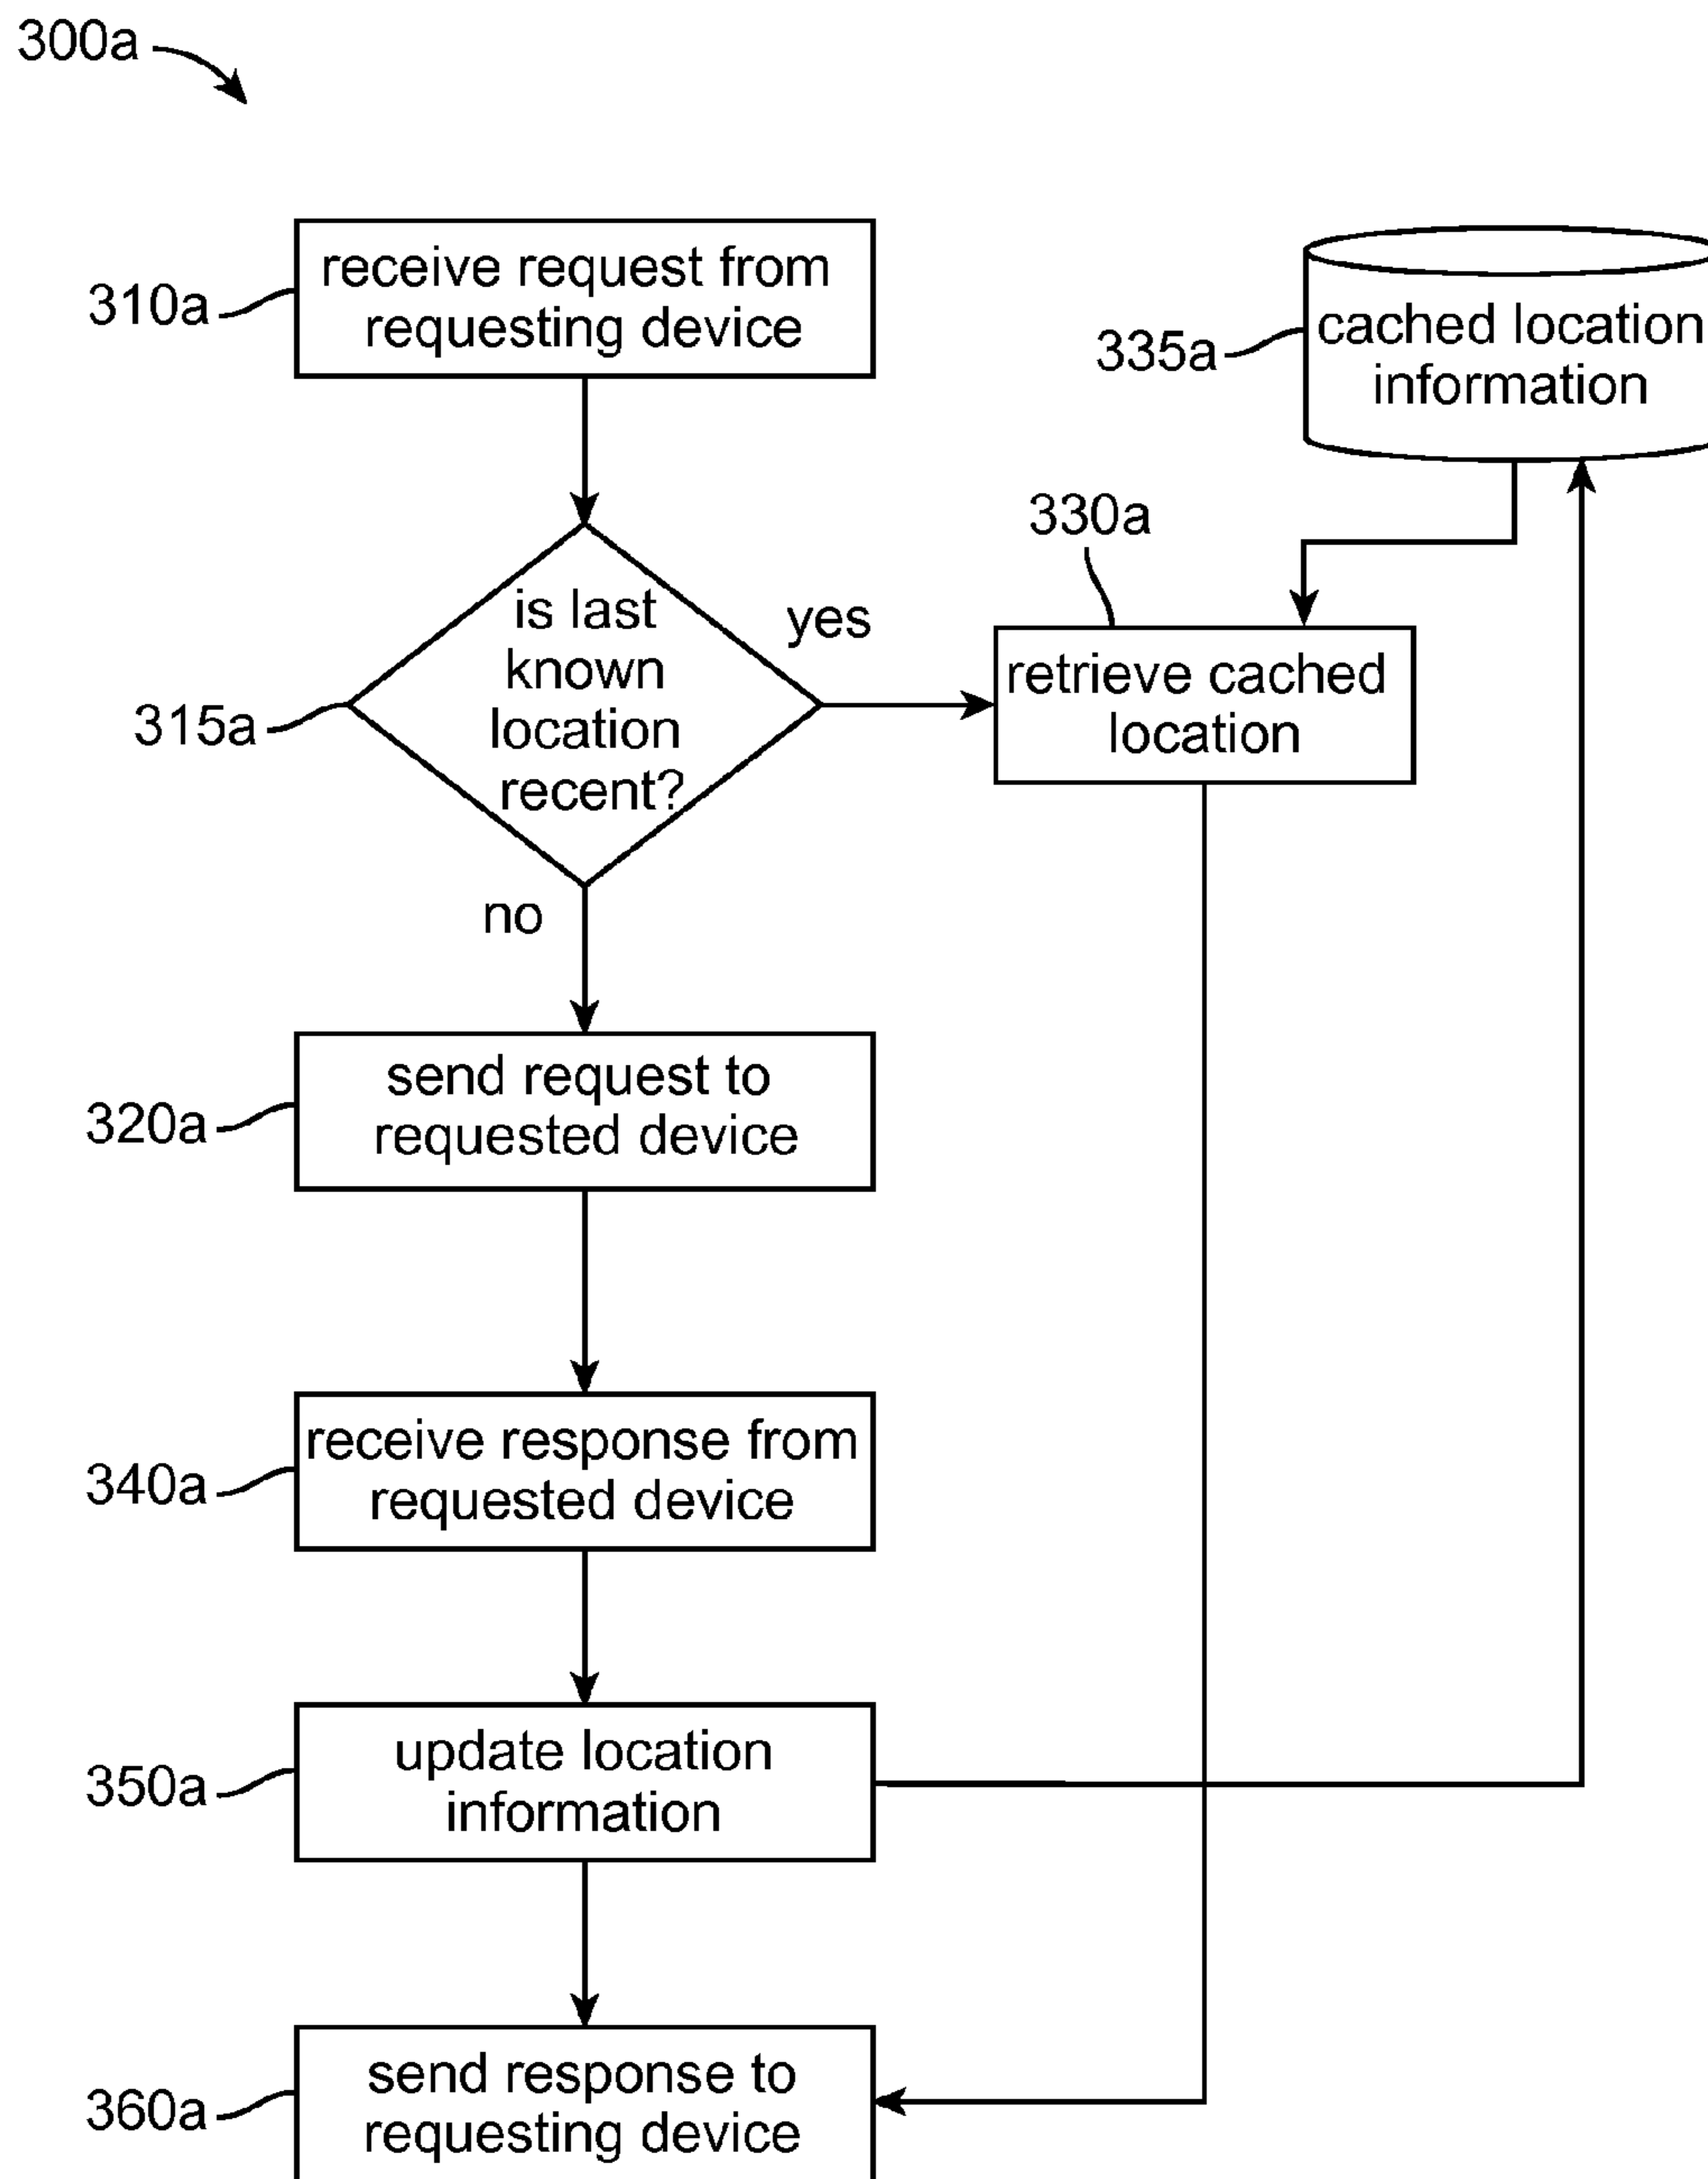 300a
310a
receive request from
requesting device
335a
cached location
information
330a
315a
is last
known
location
recent?
yes
no
retrieve cached
location
320a
send request to
requested device
340a
receive response from
requested device
350a
update location
information
360a
send response to
requesting device